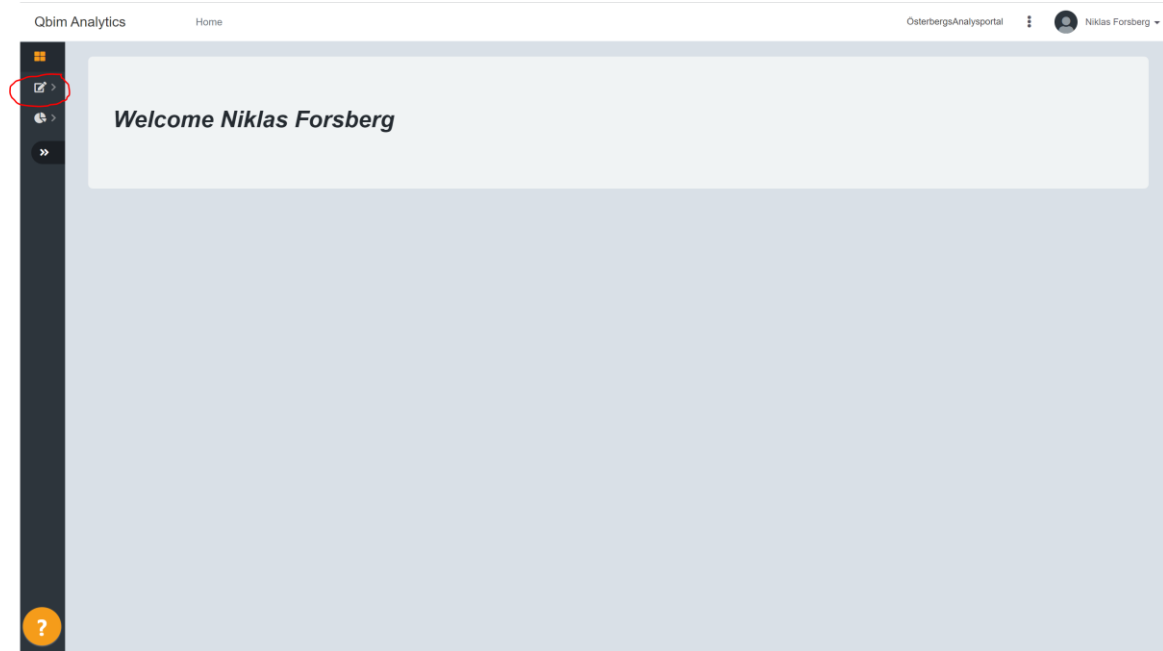 Qbim Analytics
Home
ÖsterbergsAnalysportal
Niklas Forsberg
Welcome Niklas Forsberg
?